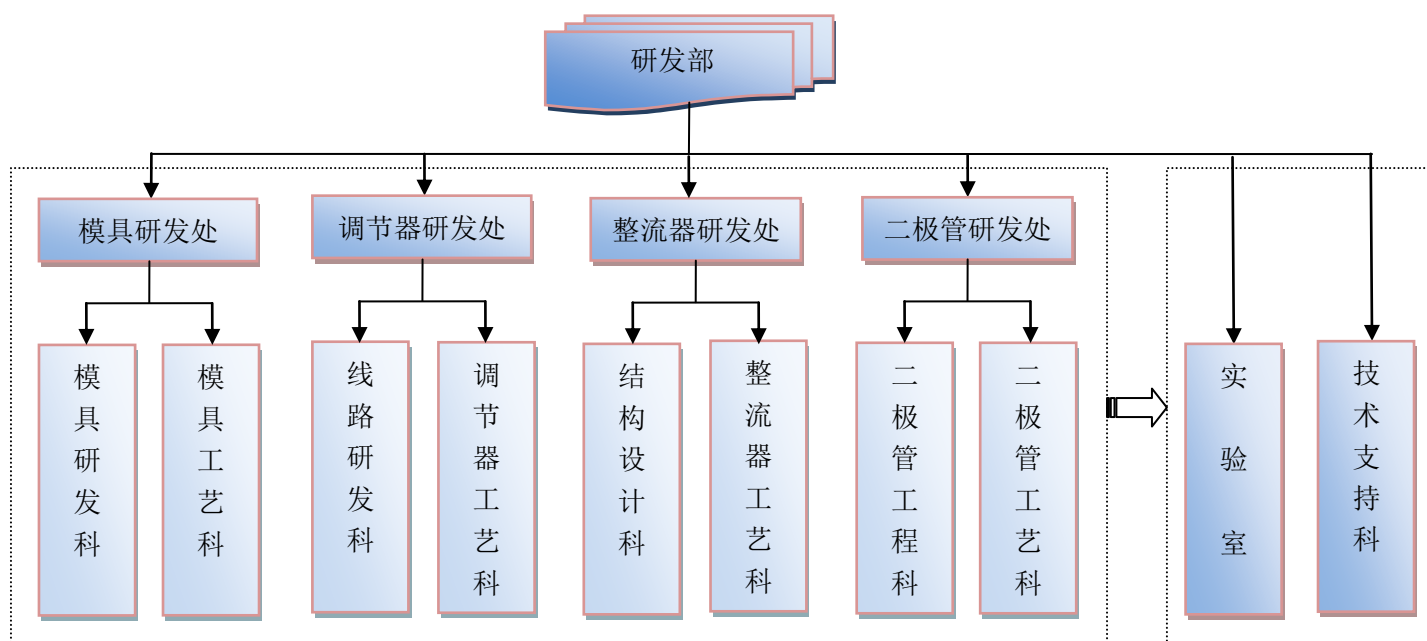 研发部
模具研发处
调节器研发处
整流器研发处
二极管研发处
模具研发科
模具工艺科
线路研发科
调节器工艺科
结构设计科
整流器工艺科
二极管工程科
二极管工艺科
实验室
技术支持科